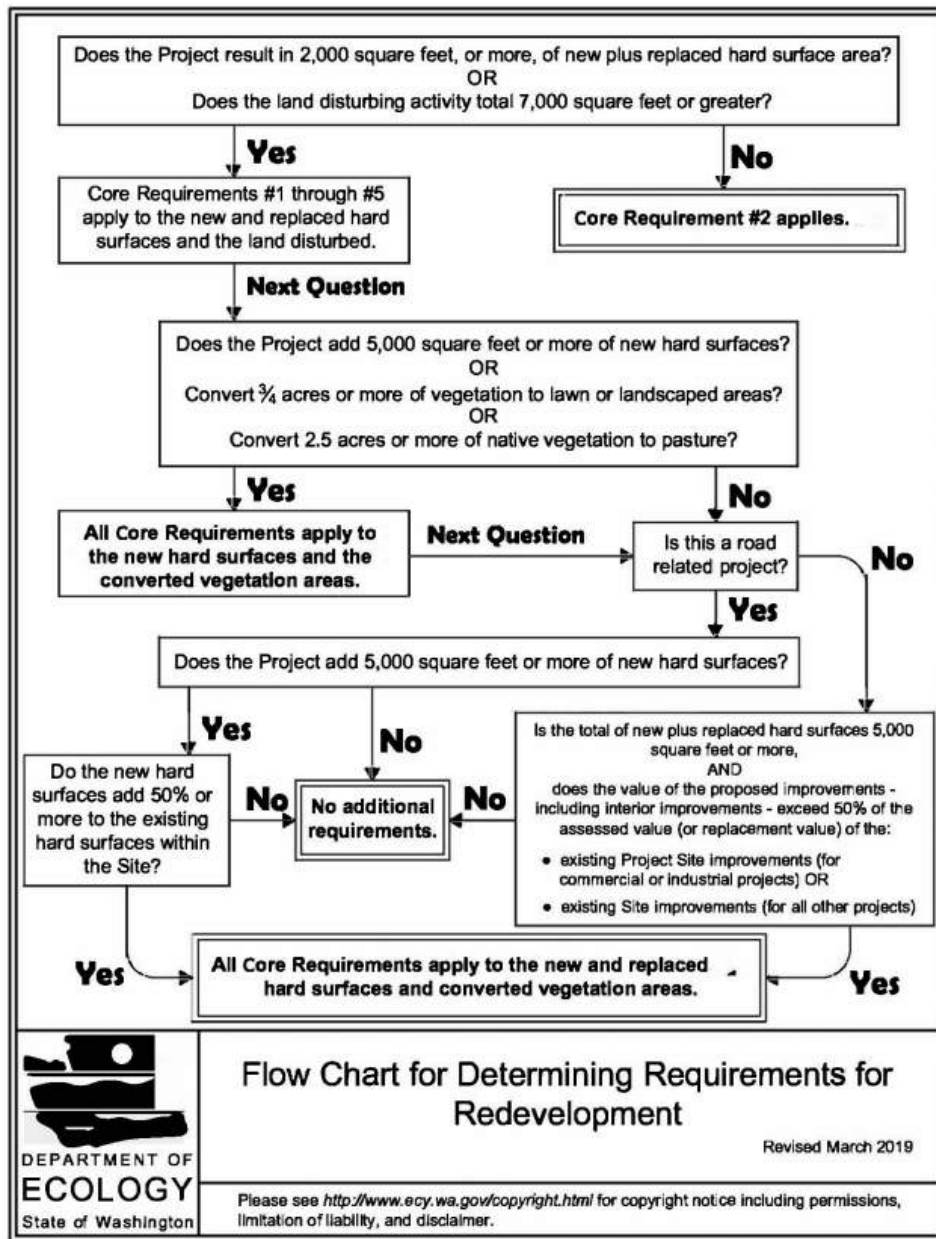 Does the Project result in 2,000 square feet, or more, of new plus replaced hard surface area?
OR
Does the land disturbing activity total 7,000 square feet or greater?
Yes
No
Core Requirements #1 through #5
apply to the new and replaced hard
surfaces and the land disturbed.
Core Requirement #2 applies.
Next Question
Does the Project add 5,000 square feet or more of new hard surfaces?
OR
Convert ¾ acres or more of vegetation to lawn or landscaped areas?
OR
Convert 2.5 acres or more of native vegetation to pasture?
Yes
No
All Core Requirements apply to
the new hard surfaces and the
converted vegetation areas.
Next Question
Is this a road
related project?
No
Yes
Does the Project add 5,000 square feet or more of new hard surfaces?
Yes
No
Do the new hard
surfaces add 50% or
more to the existing
hard surfaces within
the Site?
No
No additional
requirements.
No
Is the total of new plus replaced hard surfaces 5,000
square feet or more,
AND
does the value of the proposed improvements -
including interior improvements - exceed 50% of the
assessed value (or replacement value) of the:
• existing Project Site improvements (for
commercial or industrial projects) OR
• existing Site improvements (for all other projects)
Yes
All Core Requirements apply to the new and replaced
hard surfaces and converted vegetation areas.
Yes
DEPARTMENT OF
ECOLOGY
State of Washington
Flow Chart for Determining Requirements for
Redevelopment
Revised March 2019
Please see http://www.ecy.wa.gov/copyright.html for copyright notice including permissions,
limitation of liability, and disclaimer.